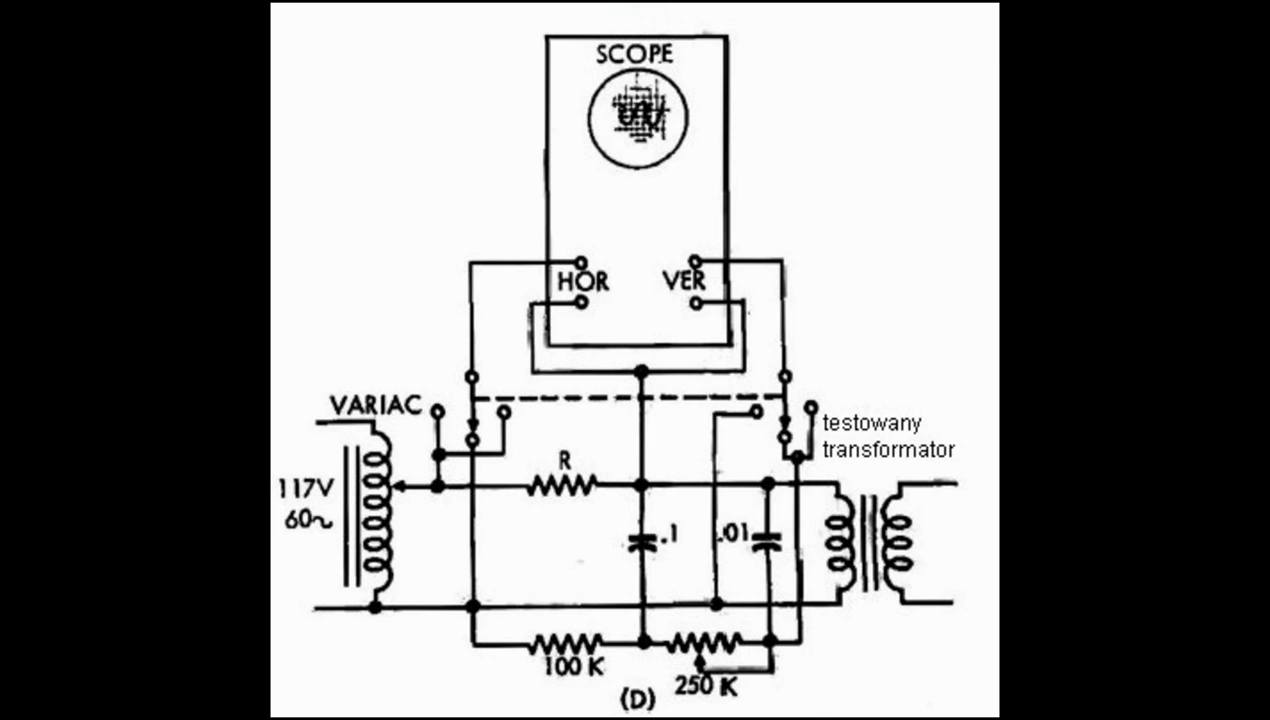 SCOPE
HOR
VER
VARIAC
testowany
transformator
R
117V
60~
.1
.01
100 K
250 K
(D)